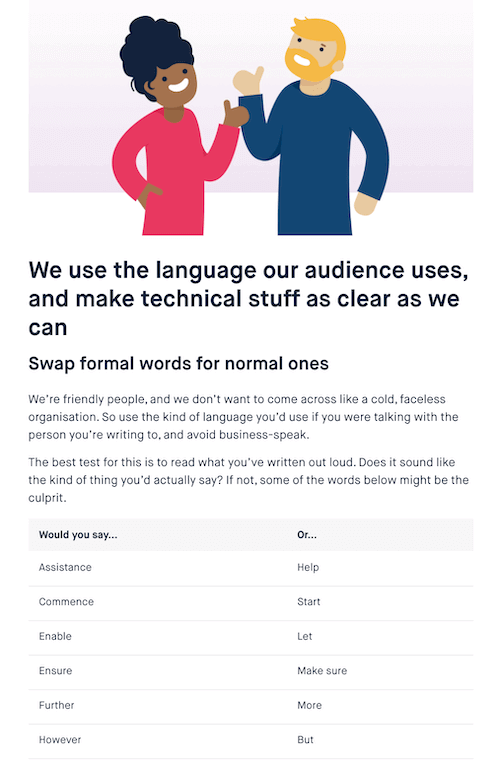 We use the language our audience uses,
and make technical stuff as clear as we
can
Swap formal words for normal ones
We're friendly people, and we don't want to come across like a cold, faceless
organisation. So use the kind of language you'd use if you were talking with the
person you're writing to, and avoid business-speak.
The best test for this is to read what you've written out loud. Does it sound like
the kind of thing you'd actually say? If not, some of the words below might be the
culprit.
Would you say... Or...
Assistance Help
Commence Start
Enable Let
Ensure Make sure
Further More
However But